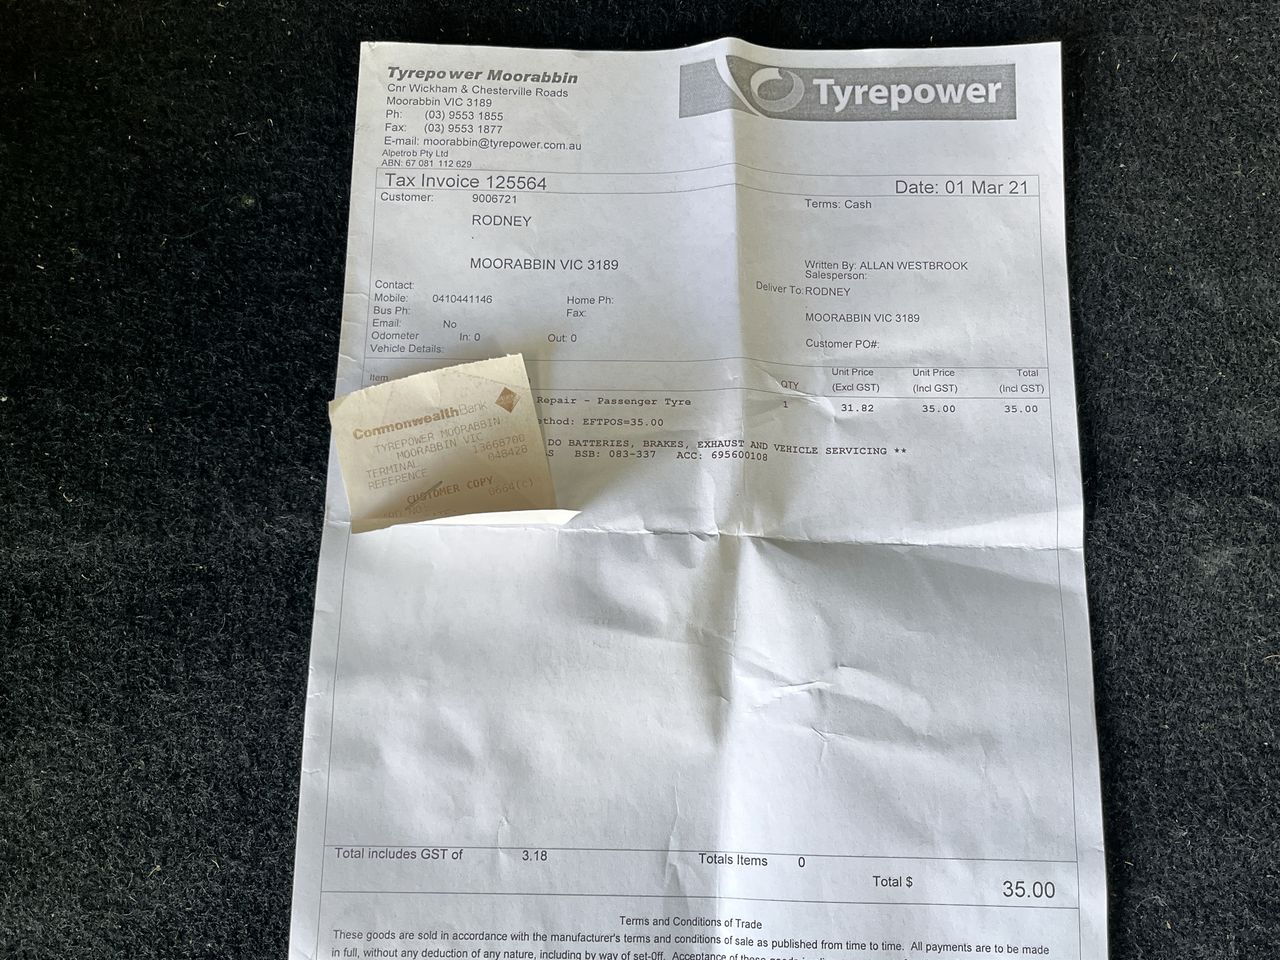 Tyrepower Moorabbin
Cnr Wickham & Chesterville Roads
Moorabbin VIC 3189
Ph: (03) 9553 1855
Fax: (03) 9553 1877
E-mail: moorabbin@tyrepower.com.au
Alpetrob Pty Ltd
ABN: 67 081 112 629
Tyrepower
Tax Invoice 125564
Date: 01 Mar 21
Customer: 9006721
Terms: Cash
RODNEY
MOORABBIN VIC 3189
Written By: ALLAN WESTBROOK
Salesperson:
Deliver To: RODNEY
MOORABBIN VIC 3189
Customer PO#:
Contact:
Mobile: 0410441146 Home Ph:
Bus Ph: Fax:
Email: No
Odometer In: 0 Out: 0
Vehicle Details:
Item QTY Unit Price (Excl GST) Unit Price (Incl GST) Total (Incl GST)
Repair - Passenger Tyre 1 31.82 35.00 35.00
ethod: EFTPOS=35.00
DO BATTERIES, BRAKES, EXHAUST AND VEHICLE SERVICING **
S BSB: 083-337 ACC: 695600108
CommonwealthBank
TYREPOWER MOORABBIN
MOORABBIN VIC
TERMINAL 13668700
REFERENCE 048428
CUSTOMER COPY
0664(C)
Total includes GST of 3.18 Totals Items 0
Total $ 35.00
Terms and Conditions of Trade
These goods are sold in accordance with the manufacturer's terms and conditions of sale as published from time to time. All payments are to be made
in full, without any deduction of any nature, including by way of set-0ff. Acceptance of these goods